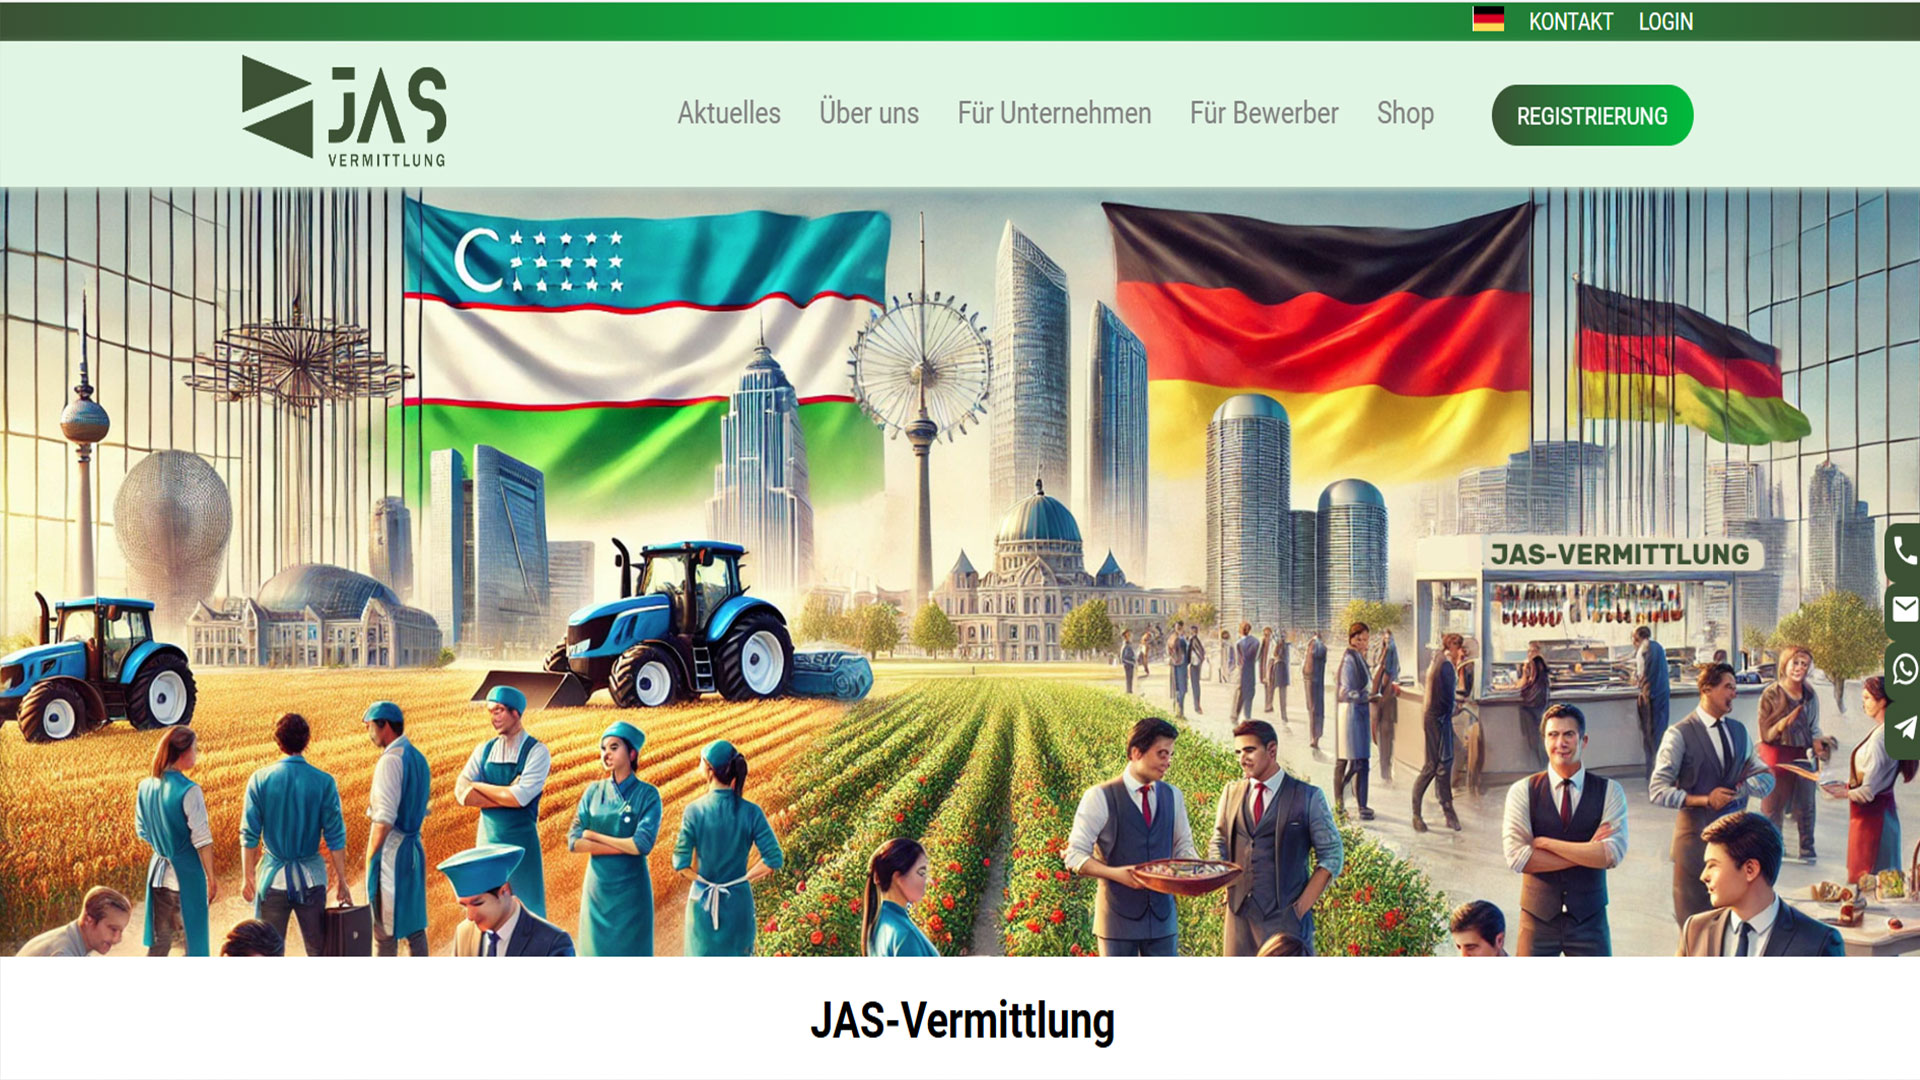 KONTAKT LOGIN
JAS
VERMITTLUNG
Aktuelles Über uns Für Unternehmen Für Bewerber Shop REGISTRIERUNG
JAS-VERMITTLUNG
JAS-Vermittlung